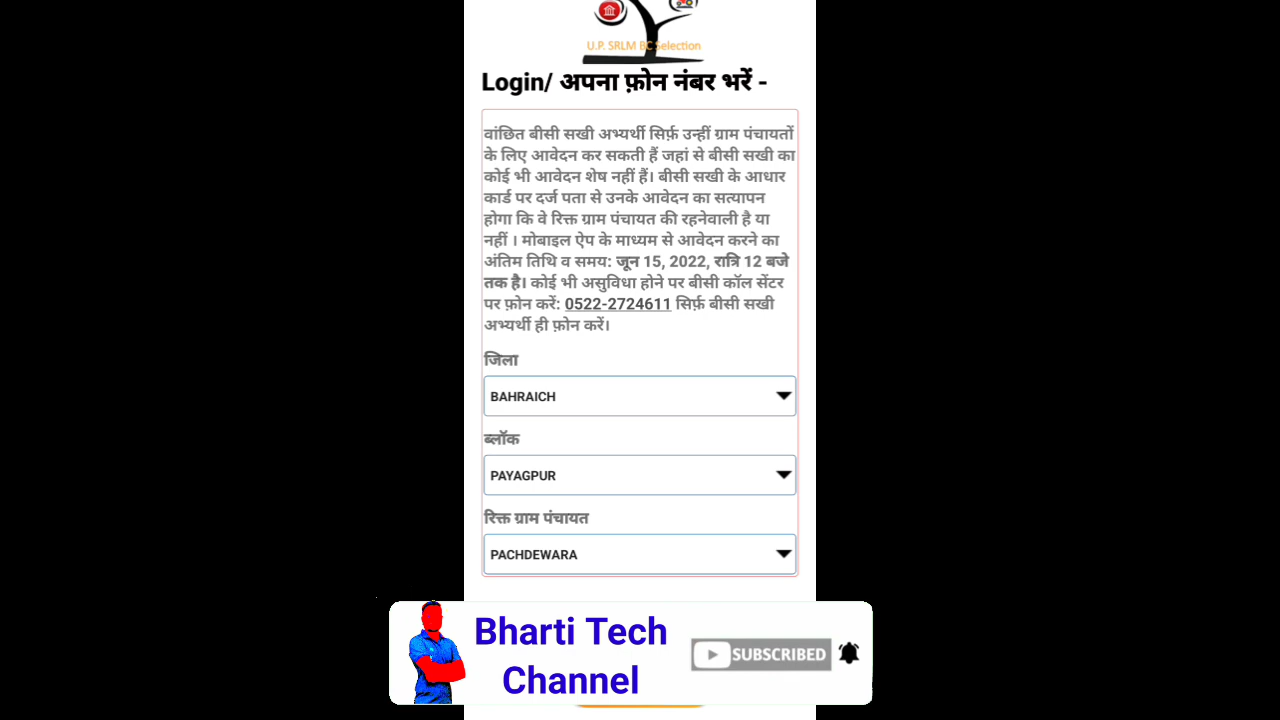 U.P. SRLM BC Selection
Login/ अपना फ़ोन नंबर भरें -
वांछित बीसी सखी अभ्यर्थी सिर्फ़ उन्हीं ग्राम पंचायतों
के लिए आवेदन कर सकती हैं जहां से बीसी सखी का
कोई भी आवेदन शेष नहीं हैं। बीसी सखी के आधार
कार्ड पर दर्ज पता से उनके आवेदन का सत्यापन
होगा कि वे रिक्त ग्राम पंचायत की रहनेवाली है या
नहीं । मोबाइल ऐप के माध्यम से आवेदन करने का
अंतिम तिथि व समय: जून 15, 2022, रात्रि 12 बजे
तक है। कोई भी असुविधा होने पर बीसी कॉल सेंटर
पर फ़ोन करें: 0522-2724611 सिर्फ़ बीसी सखी
अभ्यर्थी ही फ़ोन करें।
जिला
BAHRAICH
ब्लॉक
PAYAGPUR
रिक्त ग्राम पंचायत
PACHDEWARA
Bharti Tech
Channel
SUBSCRIBED